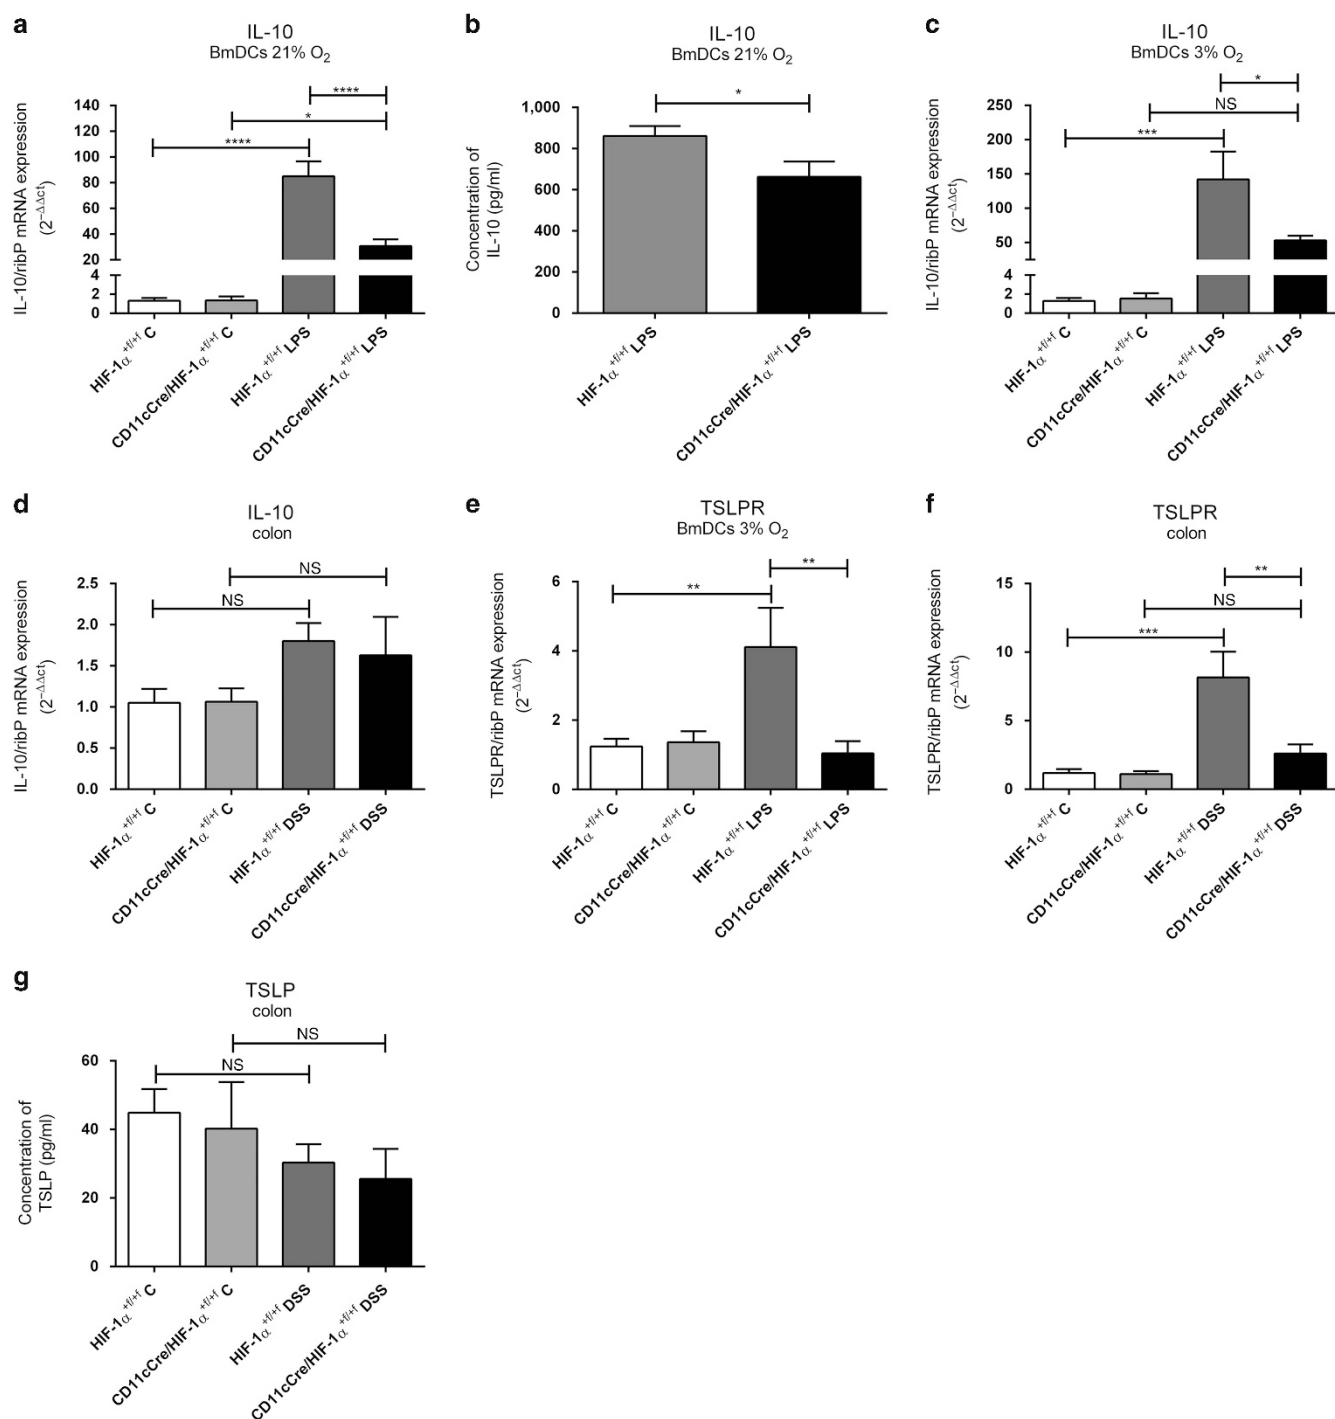 a
IL-10
BmDCs 21% O₂
IL-10/ribP mRNA expression
(2⁻ΔΔct)
140
120
100
80
60
40
20
4
2
0
****
*
****
HIF-1α⁺ᶠ/⁺ᶠ C
CD11cCre/HIF-1α⁺ᶠ/⁺ᶠ C
HIF-1α⁺ᶠ/⁺ᶠ LPS
CD11cCre/HIF-1α⁺ᶠ/⁺ᶠ LPS
b
IL-10
BmDCs 21% O₂
Concentration of
IL-10 (pg/ml)
1,000
800
600
400
200
0
*
HIF-1α⁺ᶠ/⁺ᶠ LPS
CD11cCre/HIF-1α⁺ᶠ/⁺ᶠ LPS
c
IL-10
BmDCs 3% O₂
IL-10/ribP mRNA expression
(2⁻ΔΔct)
250
200
150
100
50
4
2
0
*
NS
***
HIF-1α⁺ᶠ/⁺ᶠ C
CD11cCre/HIF-1α⁺ᶠ/⁺ᶠ C
HIF-1α⁺ᶠ/⁺ᶠ LPS
CD11cCre/HIF-1α⁺ᶠ/⁺ᶠ LPS
d
IL-10
colon
IL-10/ribP mRNA expression
(2⁻ΔΔct)
2.5
2.0
1.5
1.0
0.5
0.0
NS
NS
HIF-1α⁺ᶠ/⁺ᶠ C
CD11cCre/HIF-1α⁺ᶠ/⁺ᶠ C
HIF-1α⁺ᶠ/⁺ᶠ DSS
CD11cCre/HIF-1α⁺ᶠ/⁺ᶠ DSS
e
TSLPR
BmDCs 3% O₂
TSLPR/ribP mRNA expression
(2⁻ΔΔct)
6
4
2
0
**
**
HIF-1α⁺ᶠ/⁺ᶠ C
CD11cCre/HIF-1α⁺ᶠ/⁺ᶠ C
HIF-1α⁺ᶠ/⁺ᶠ LPS
CD11cCre/HIF-1α⁺ᶠ/⁺ᶠ LPS
f
TSLPR
colon
TSLPR/ribP mRNA expression
(2⁻ΔΔct)
15
10
5
0
**
NS
***
HIF-1α⁺ᶠ/⁺ᶠ C
CD11cCre/HIF-1α⁺ᶠ/⁺ᶠ C
HIF-1α⁺ᶠ/⁺ᶠ DSS
CD11cCre/HIF-1α⁺ᶠ/⁺ᶠ DSS
g
TSLP
colon
Concentration of
TSLP (pg/ml)
60
40
20
0
NS
NS
HIF-1α⁺ᶠ/⁺ᶠ C
CD11cCre/HIF-1α⁺ᶠ/⁺ᶠ C
HIF-1α⁺ᶠ/⁺ᶠ DSS
CD11cCre/HIF-1α⁺ᶠ/⁺ᶠ DSS